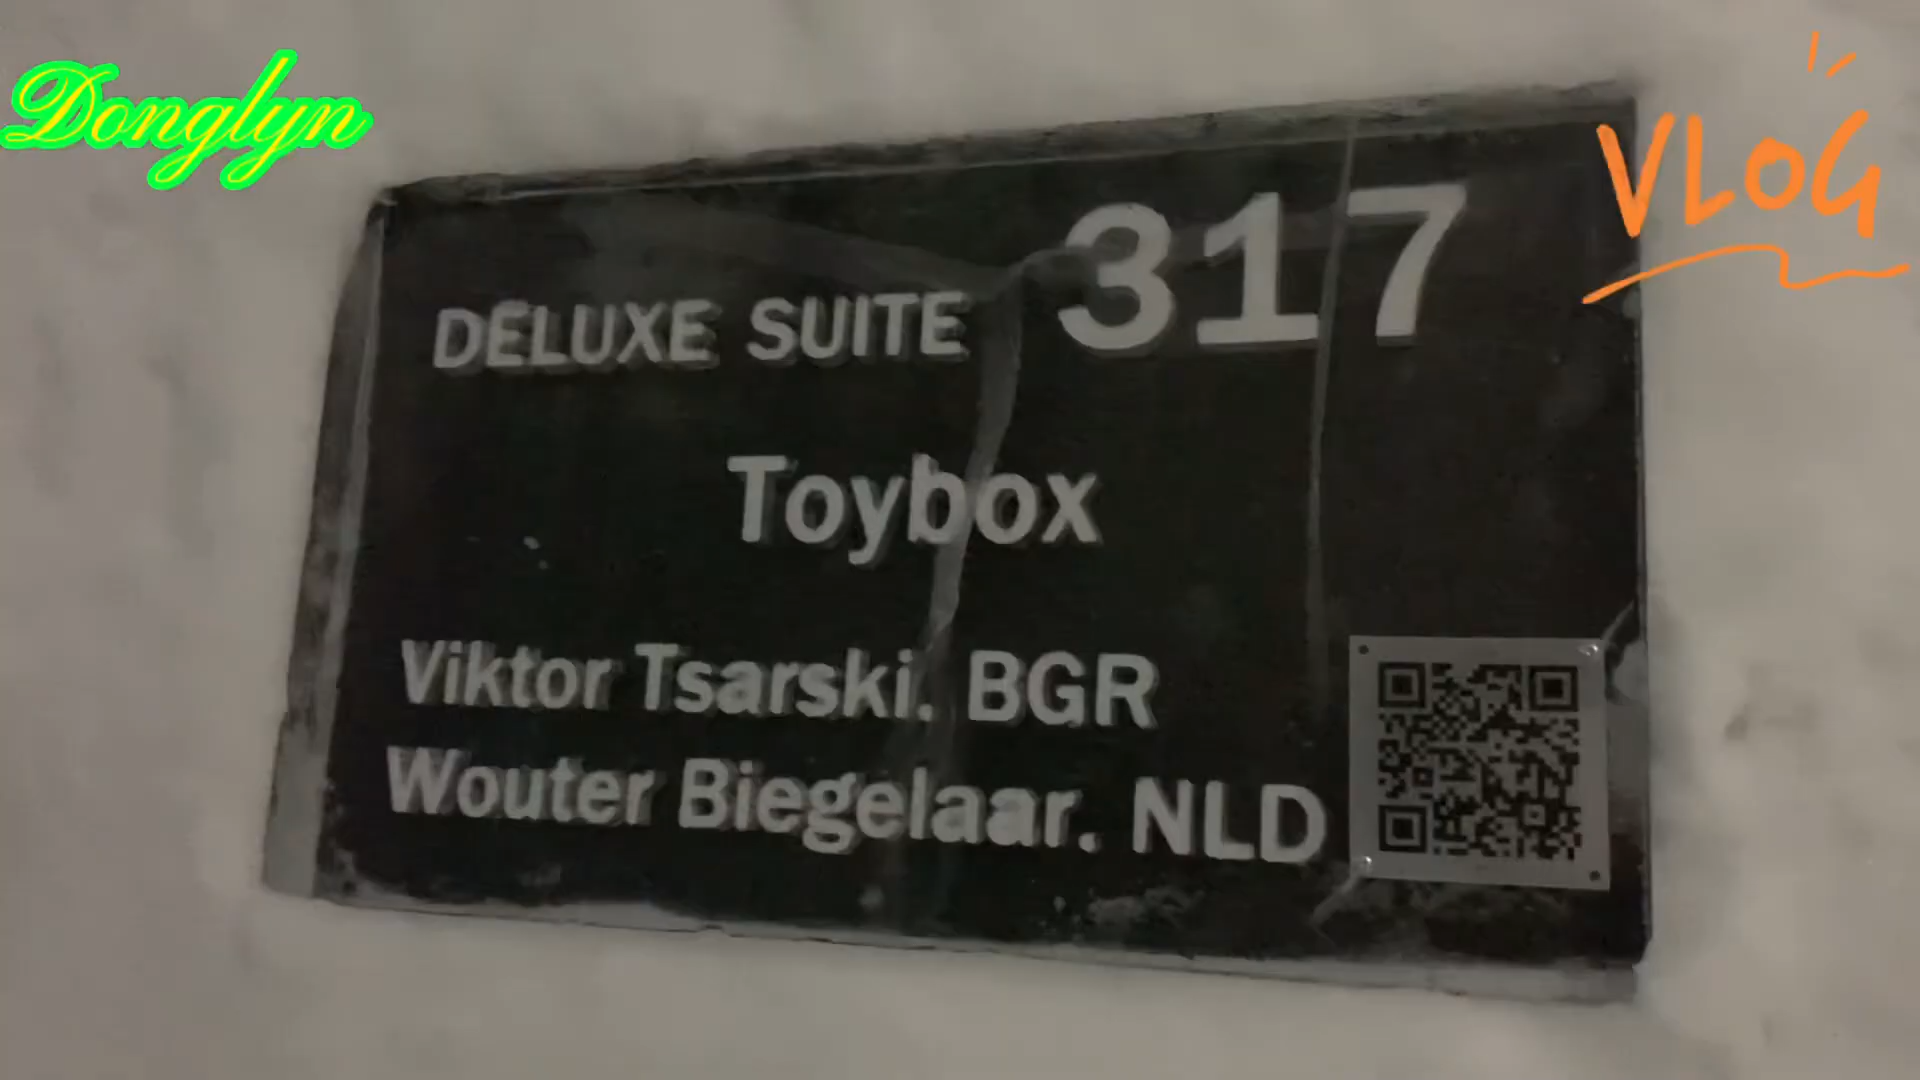 Donglyn
VLOG
DELUXE SUITE 317
Toybox
Viktor Tsarski. BGR
Wouter Biegelaar. NLD